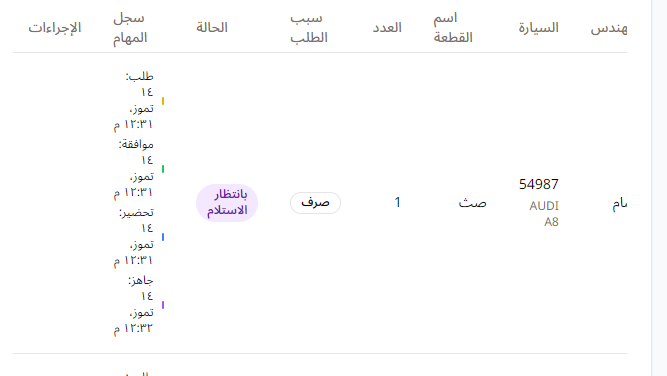 السيارة
اسم
القطعة
العدد
سبب
الطلب
الحالة
سجل
المهام
الإجراءات
54987
AUDI
A8
صث
1
صرف
بانتظار
الاستلام
طلب:
١٤
تموز،
١٢:٣١ م
موافقة:
١٤
تموز،
١٢:٣١ م
تحضير:
١٤
تموز،
١٢:٣١ م
جاهز:
١٤
تموز،
١٢:٣٢ م